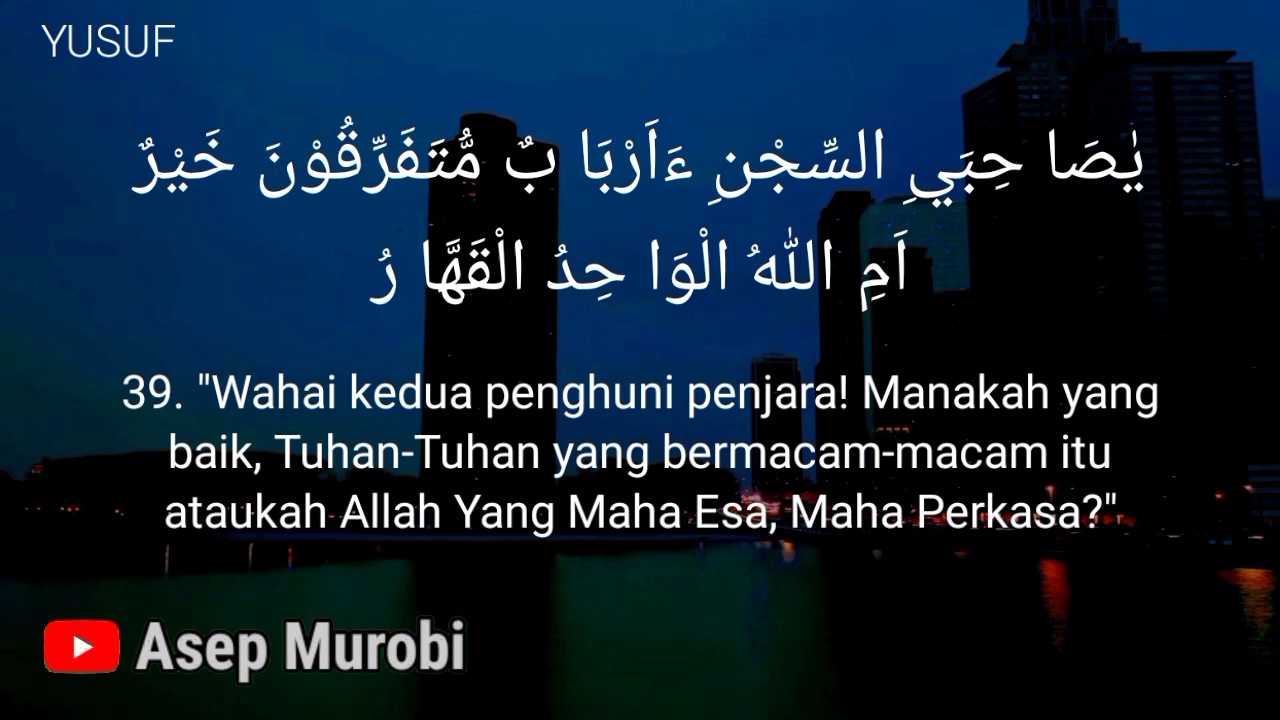 YUSUF
يٰصَا حِبَيِ السِّجْنِ ءَاَرْبَا بٌ مُّتَفَرِّقُوْنَ خَيْرٌ
اَمِ اللّٰهُ الْوَا حِدُ الْقَهَّا رُ
39. "Wahai kedua penghuni penjara! Manakah yang
baik, Tuhan-Tuhan yang bermacam-macam itu
ataukah Allah Yang Maha Esa, Maha Perkasa?"
Asep Murobi